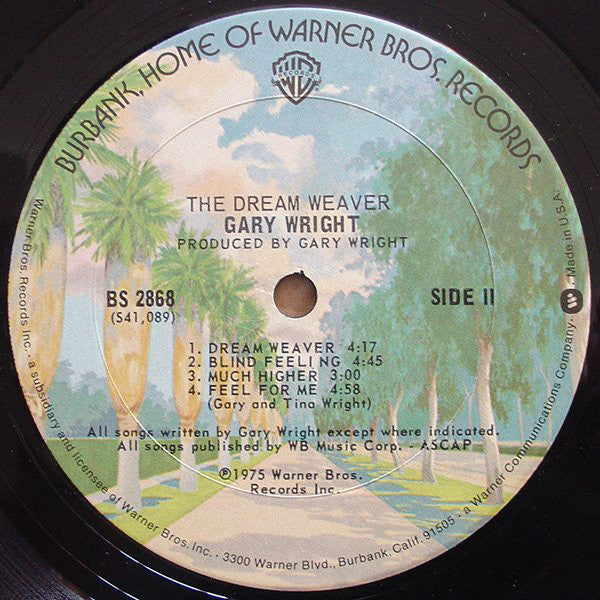 BURBANK, HOME OF WARNER BROS. RECORDS
WB
RECORDS
THE DREAM WEAVER
GARY WRIGHT
PRODUCED BY GARY WRIGHT
BS 2868
(S41,089)
SIDE II
1. DREAM WEAVER 4:17
2. BLIND FEELING 4:45
3. MUCH HIGHER 3:00
4. FEEL FOR ME 4:58
(Gary and Tina Wright)
All songs written by Gary Wright except where indicated.
All songs published by WB Music Corp. - ASCAP
℗1975 Warner Bros.
Records Inc.
Warner Bros. Records Inc. · a subsidiary and licensee of Warner Bros. Inc. · 3300 Warner Blvd., Burbank, Calif. 91505 · a Warner Communications Company · Made in U.S.A.